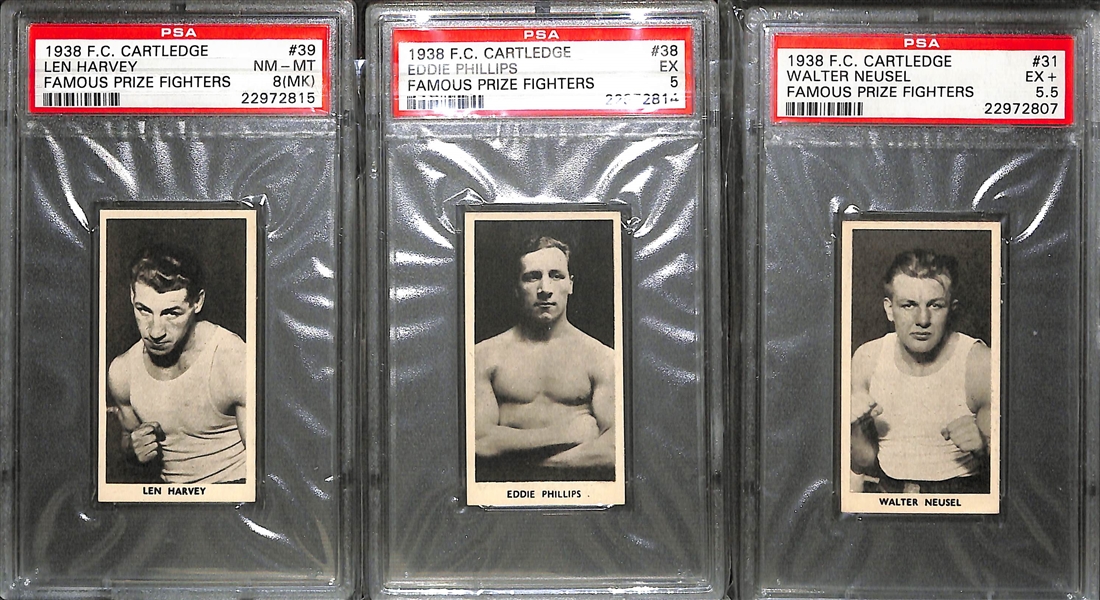 PSA
1938 F.C. CARTLEDGE #39
LEN HARVEY NM-MT
FAMOUS PRIZE FIGHTERS 8(MK)
22972815
LEN HARVEY
PSA
1938 F.C. CARTLEDGE #38
EDDIE PHILLIPS EX
FAMOUS PRIZE FIGHTERS 5
22972814
EDDIE PHILLIPS .
PSA
1938 F.C. CARTLEDGE #31
WALTER NEUSEL EX +
FAMOUS PRIZE FIGHTERS 5.5
22972807
WALTER NEUSEL